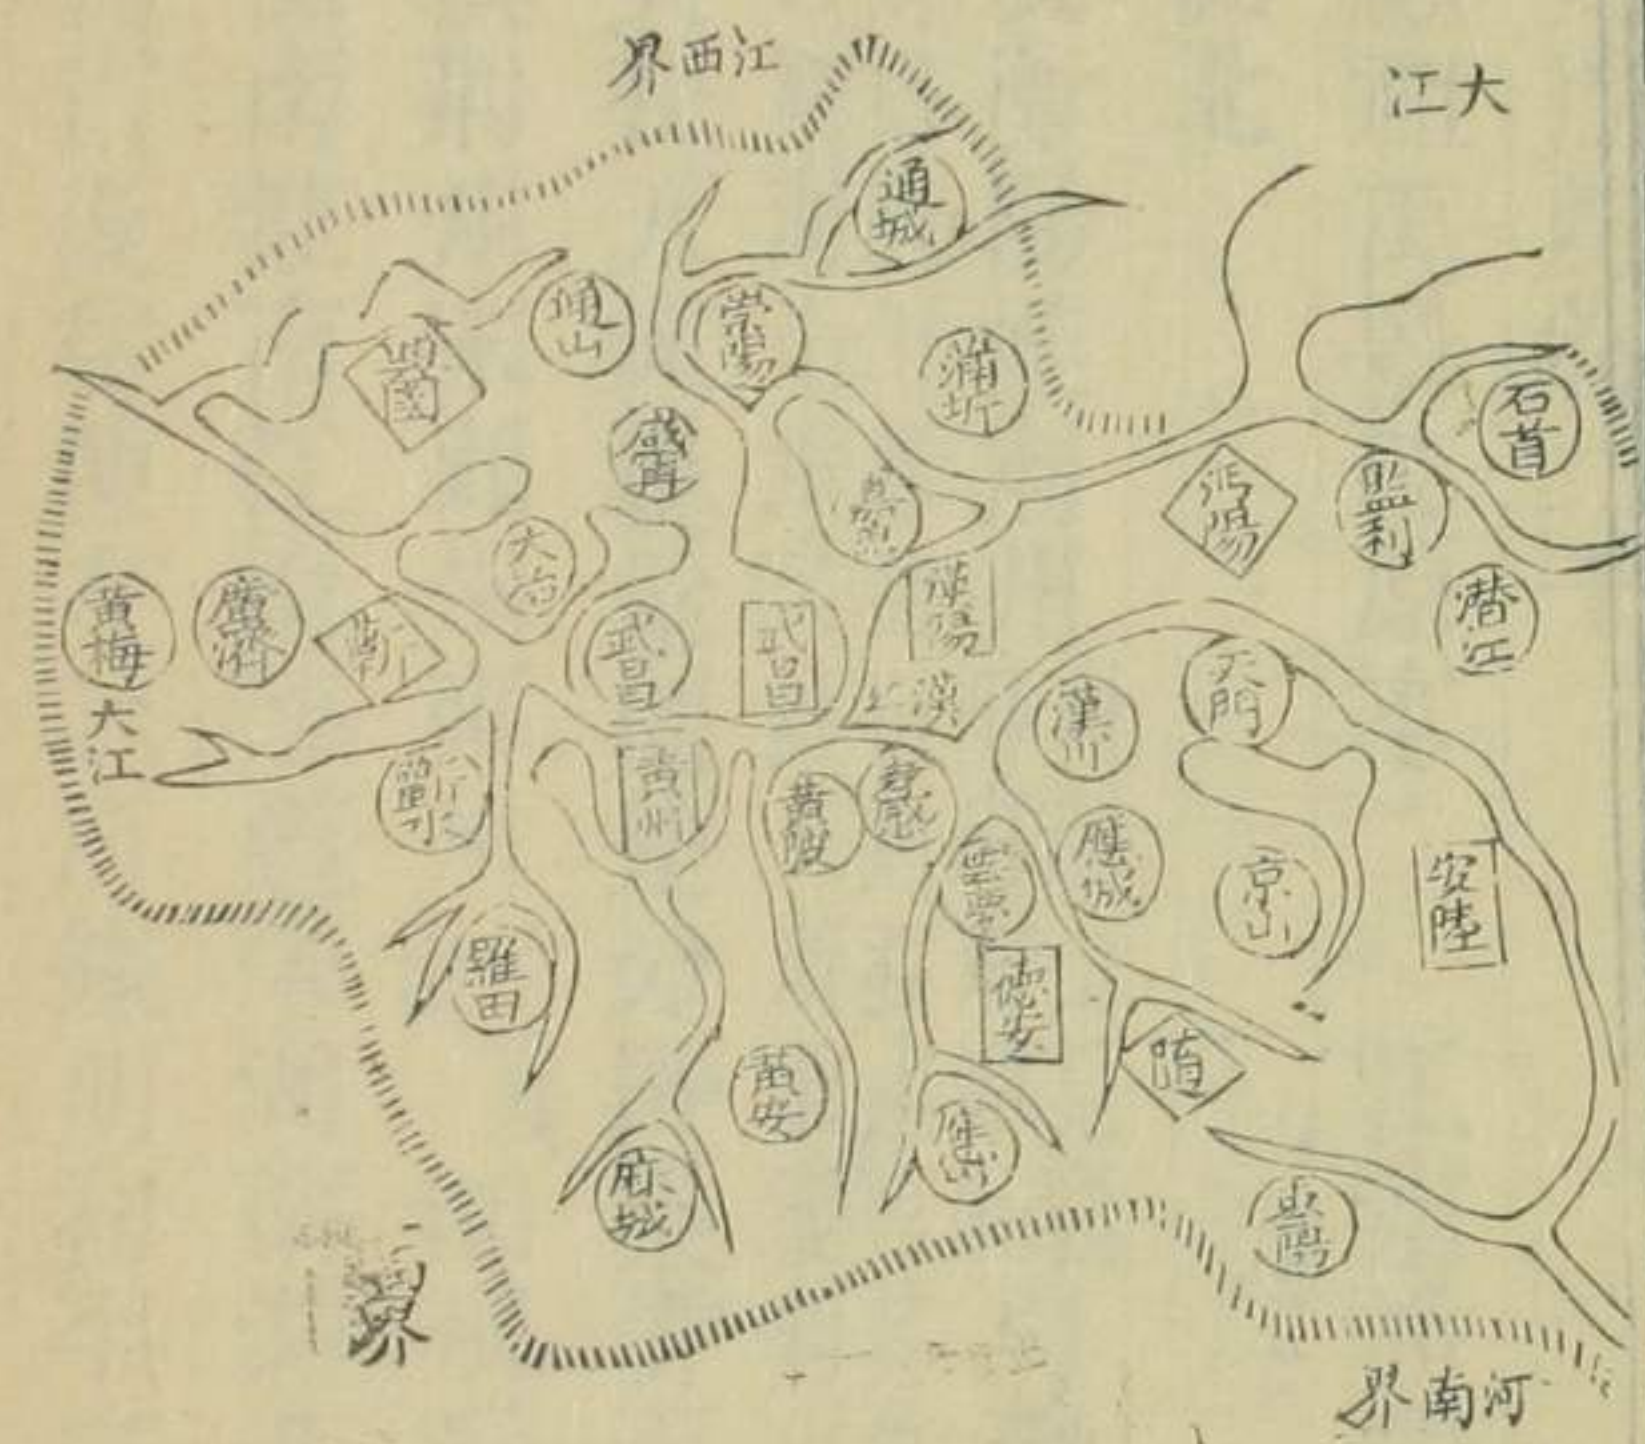 江西界
大江
通城
通山
崇陽
興國
蒲圻
石首
咸寧
沔陽
監利
嘉魚
大冶
潛江
黃梅
廣濟
蘄
武昌
武昌
漢陽
漢江
漢川
天門
大江
蘄水
黃州
黃陂
孝感
雲夢
應城
京山
安陸
羅田
德安
隨
黃安
應山
麻城
棗陽
界
河南界